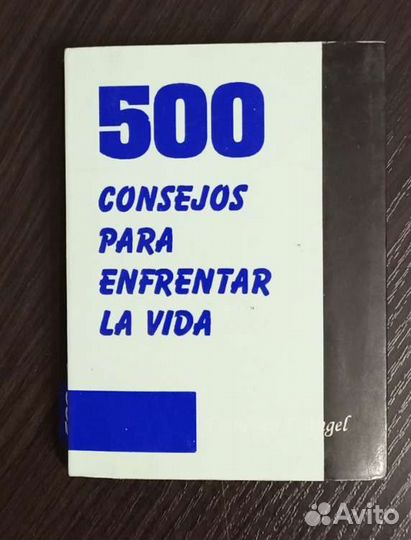 500
CONSEJOS
PARA
ENFRENTAR
LA VIDA
Avito